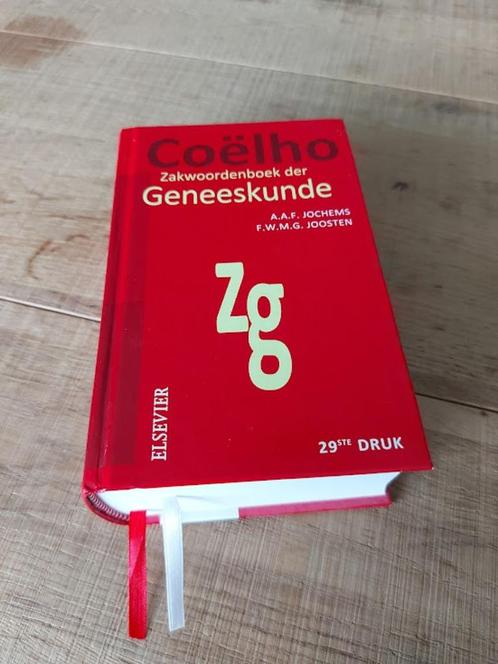 Coëlho
Zakwoordenboek der
Geneeskunde
A.A.F. JOCHEMS
F.W.M.G. JOOSTEN
Zg
ELSEVIER
29STE DRUK